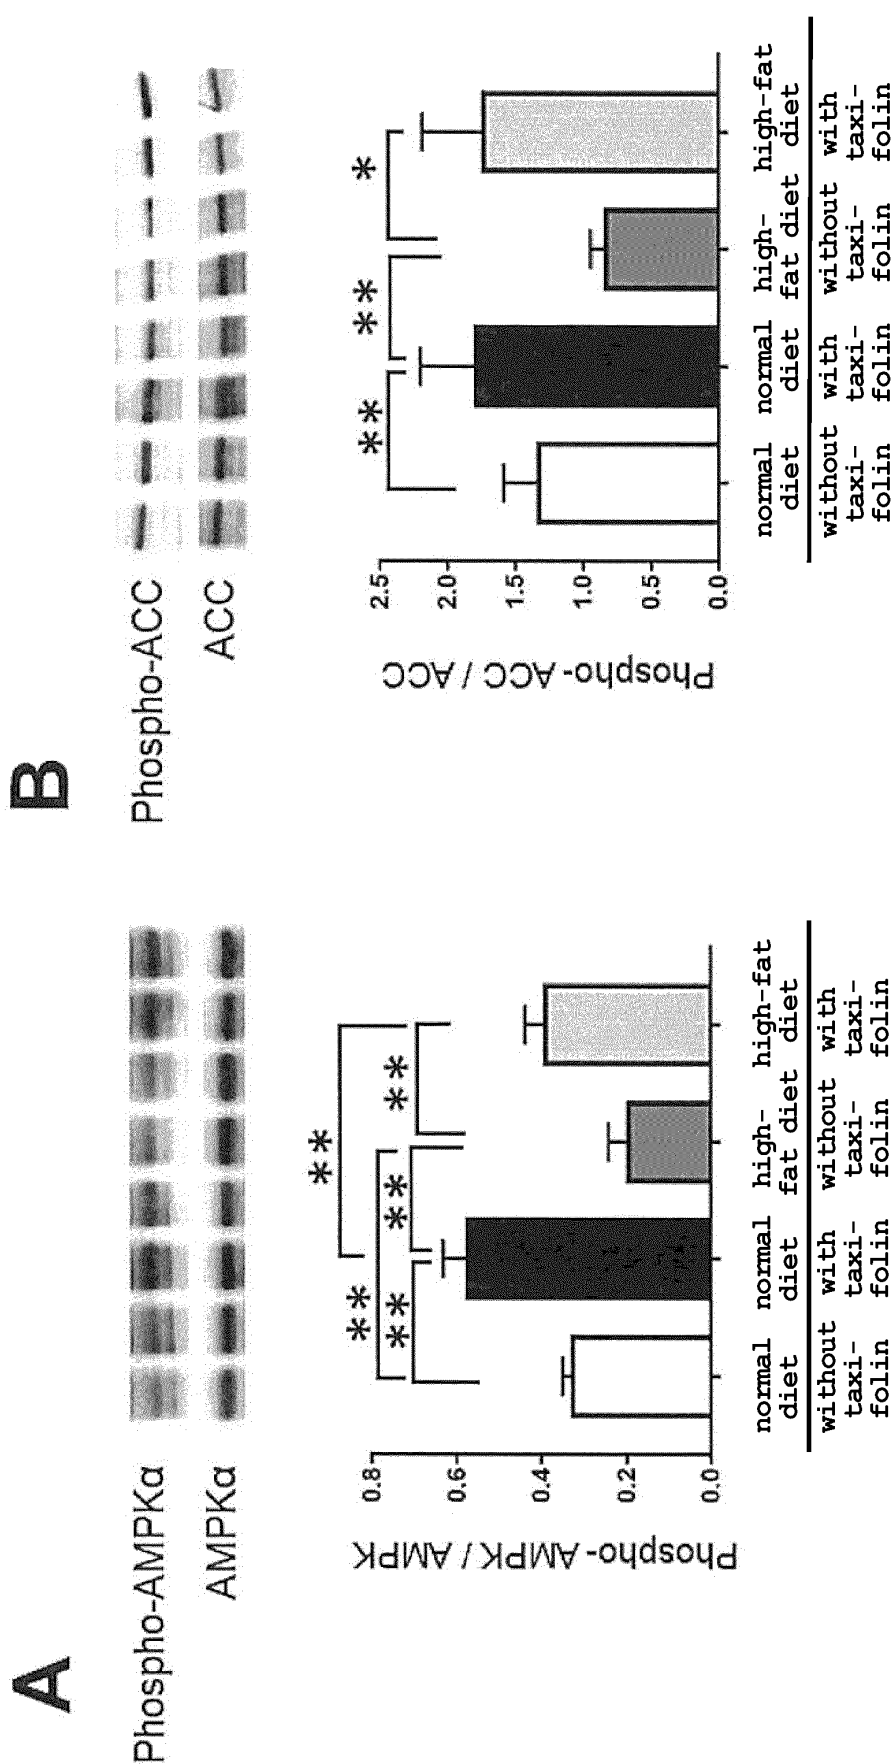 A
Phospho-AMPKα
AMPKα
Phospho-AMPK / AMPK
0.8
0.6
0.4
0.2
0.0
**
**
**
**
**
normal diet
normal diet
high-fat diet
high-fat diet
without taxi-folin
with taxi-folin
without taxi-folin
with taxi-folin
B
Phospho-ACC
ACC
Phospho-ACC / ACC
2.5
2.0
1.5
1.0
0.5
0.0
**
**
*
normal diet
normal diet
high-fat diet
high-fat diet
without taxi-folin
with taxi-folin
without taxi-folin
with taxi-folin